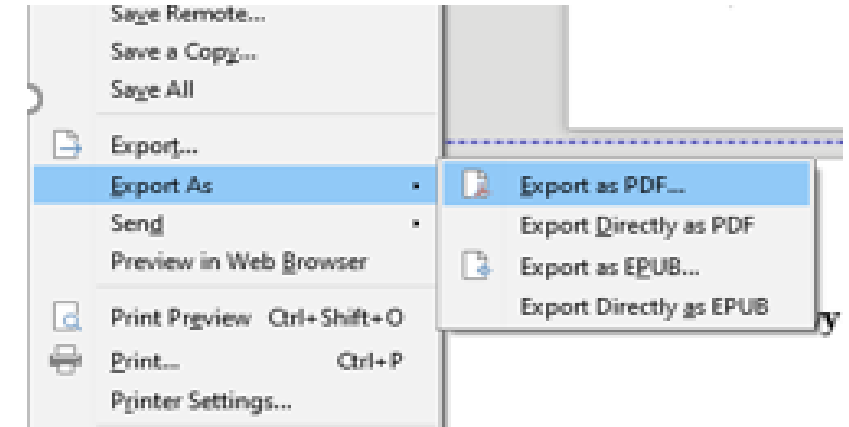 Save Remote...
Save a Copy...
Save All
Export...
Export As
Send
Preview in Web Browser
Print Preview Ctrl+Shift+O
Print... Ctrl+P
Printer Settings...
Export as PDF...
Export Directly as PDF
Export as EPUB...
Export Directly as EPUB